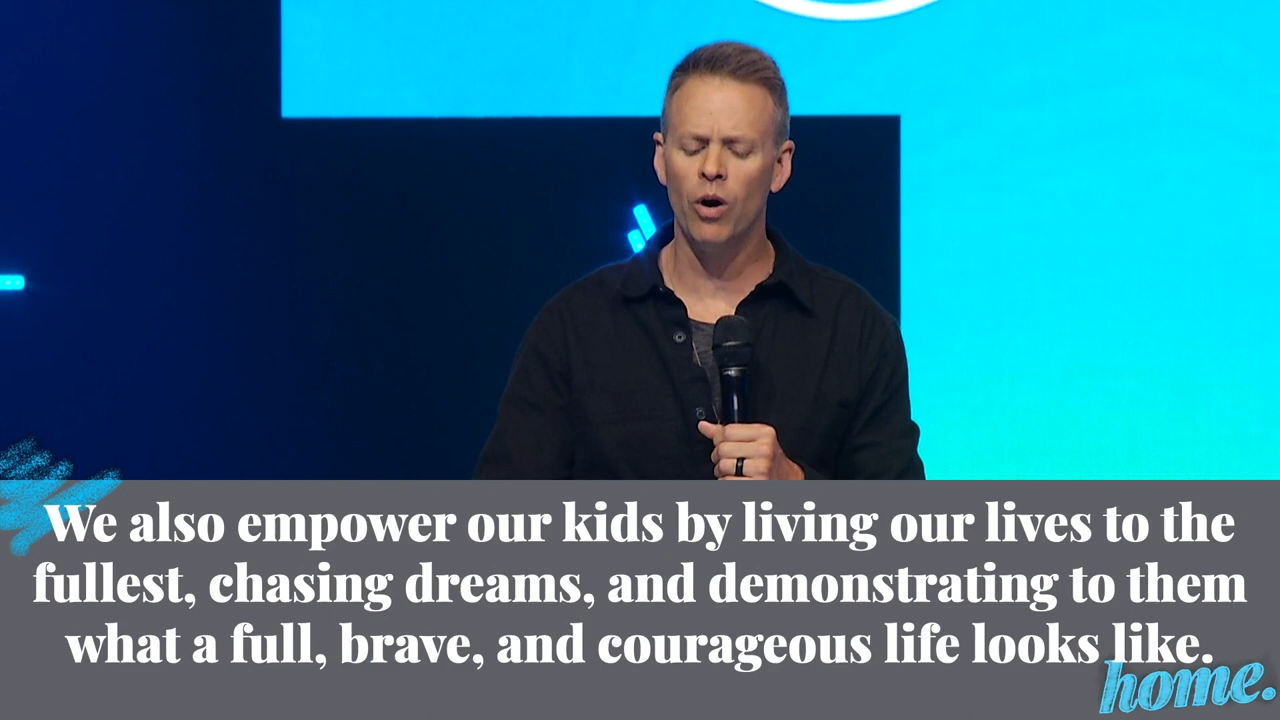 We also empower our kids by living our lives to the
fullest, chasing dreams, and demonstrating to them
what a full, brave, and courageous life looks like.
home.